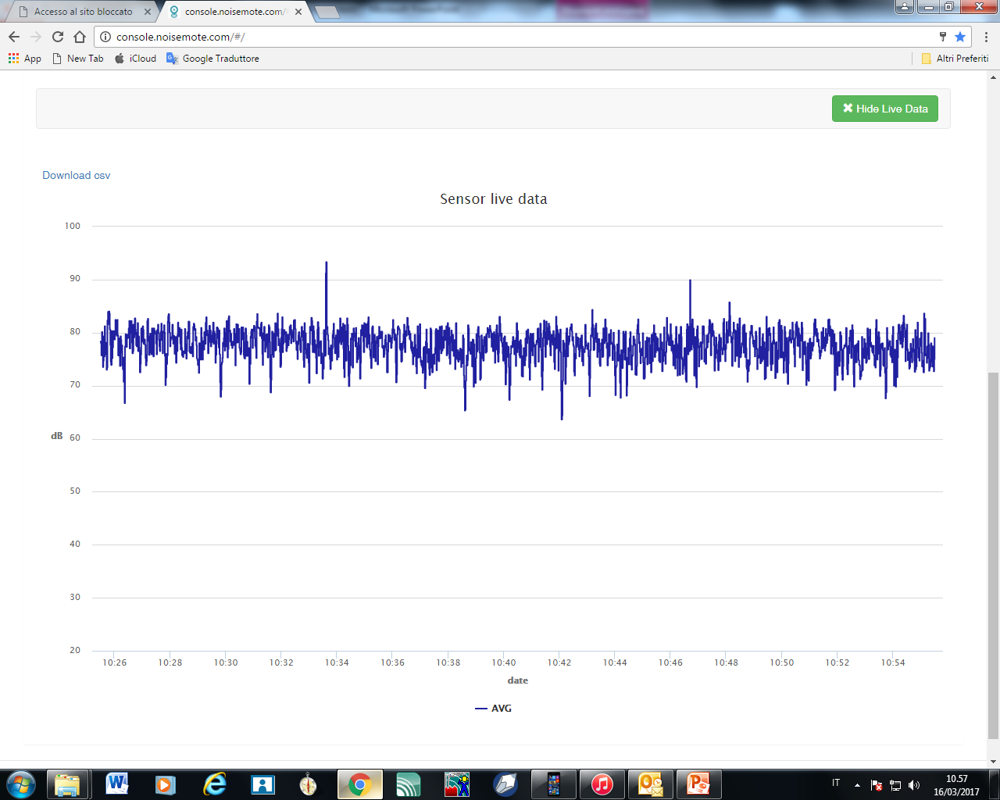 Accesso al sito bloccato
console.noisemote.com/
console.noisemote.com/#/
App
New Tab
iCloud
Google Traduttore
Altri Preferiti
Hide Live Data
Download csv
Sensor live data
100
90
80
70
60
50
40
30
20
dB
10:26 10:28 10:30 10:32 10:34 10:36 10:38 10:40 10:42 10:44 10:46 10:48 10:50 10:52 10:54
date
AVG
IT
10.57
16/03/2017